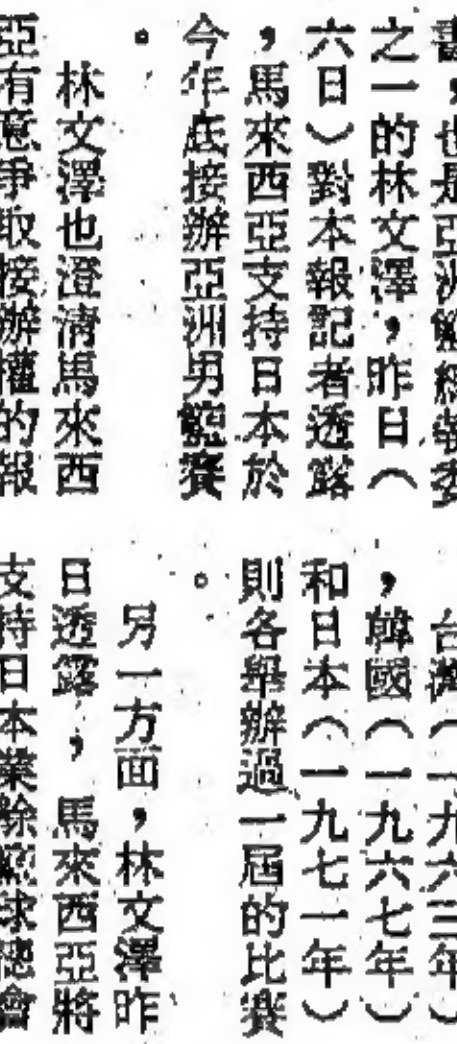 書，也是亞洲籃總執委
之一的林文澤，昨日︵
六日︶對本報記者透露
，馬來西亞支持日本於
今年底接辦亞洲男籃賽
。
林文澤也澄清馬來西
亞有意爭取接辦權的報
台灣︵一九六三年︶
，韓國︵一九六七年︶
和日本︵一九七一年︶
則各舉辦過一屆的比賽
。
另一方面，林文澤昨
日透露，馬來西亞將
支持日本業餘籃球總會